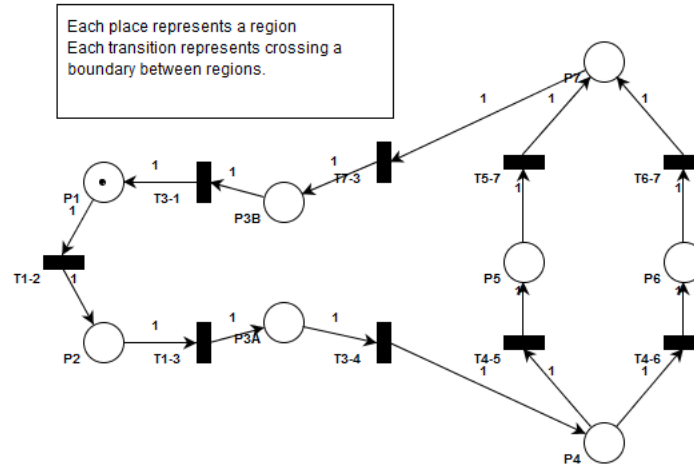 Each place represents a region
Each transition represents crossing a
boundary between regions.
P7
1
1
1
1
1
1
P1
T3-1
P3B
T7-3
T5-7
T6-7
1
1
1
T1-2
1
P5
P6
1
1
1
1
1
P2
T1-3
P3A
T3-4
T4-5
T4-6
1
1
1
P4